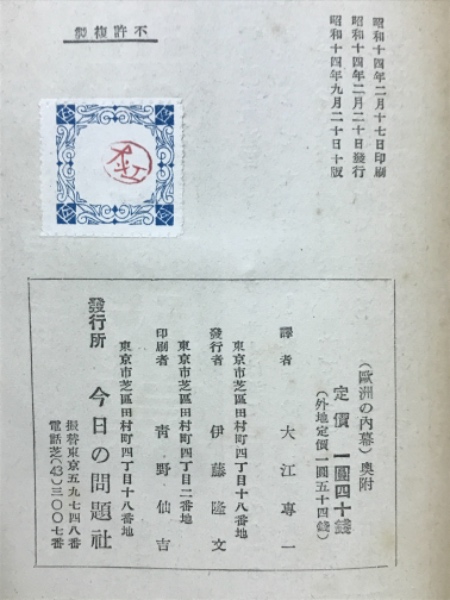 昭和十四年二月十七日印刷
昭和十四年二月二十日發行
昭和十四年九月二十日十版
不許複製
(歐洲の內幕)奧附
定價 一圓四十錢
(外地定價一圓五十四錢)
譯者 大江專一
東京市芝區田村町四丁目十八番地
發行者 伊藤隆文
東京市芝區田村町四丁目二番地
印刷者 靑野仙吉
東京市芝區田村町四丁目十八番地
發行所 今日の問題社
振替東京五九七四八番
電話芝(43)三〇〇七番